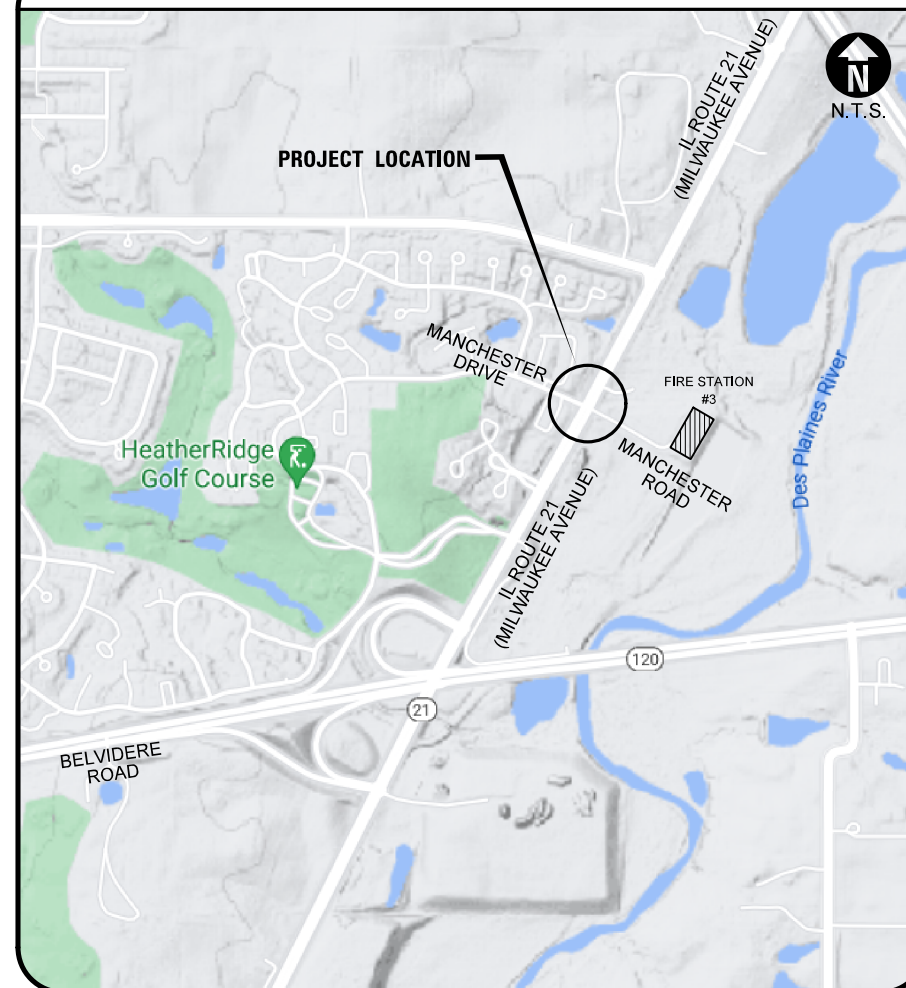 IL ROUTE 21
(MILWAUKEE AVENUE)
N
N.T.S.
PROJECT LOCATION
MANCHESTER
DRIVE
FIRE STATION
#3
HeatherRidge
Golf Course
MANCHESTER
ROAD
Des Plaines River
IL ROUTE 21
(MILWAUKEE AVENUE)
120
21
BELVIDERE
ROAD